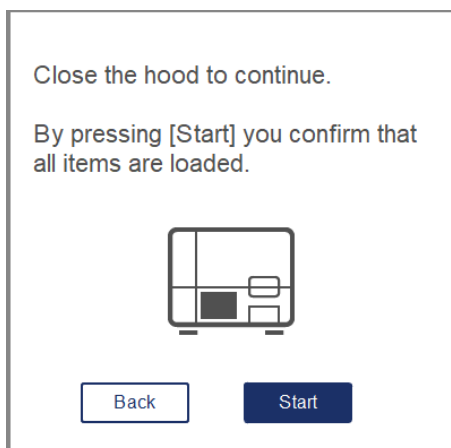 Close the hood to continue.
By pressing [Start] you confirm that
all items are loaded.
Back
Start